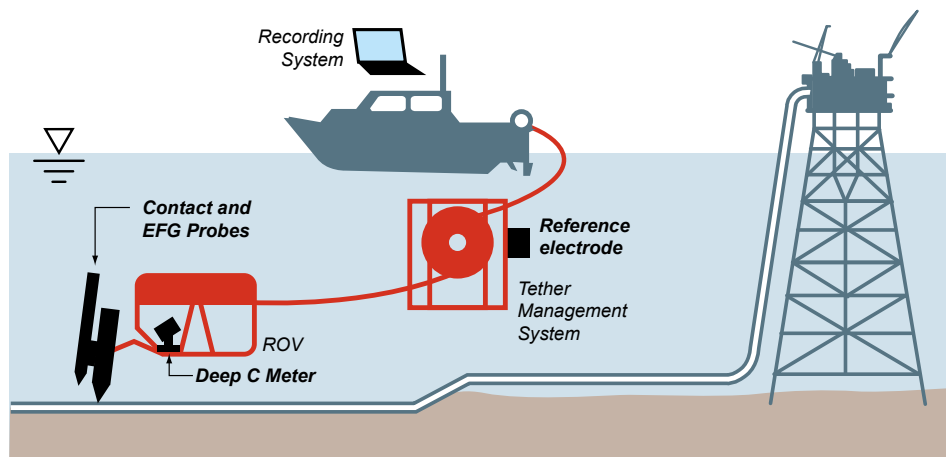 Recording
System
Contact and
EFG Probes
Reference
electrode
Tether
Management
System
ROV
Deep C Meter